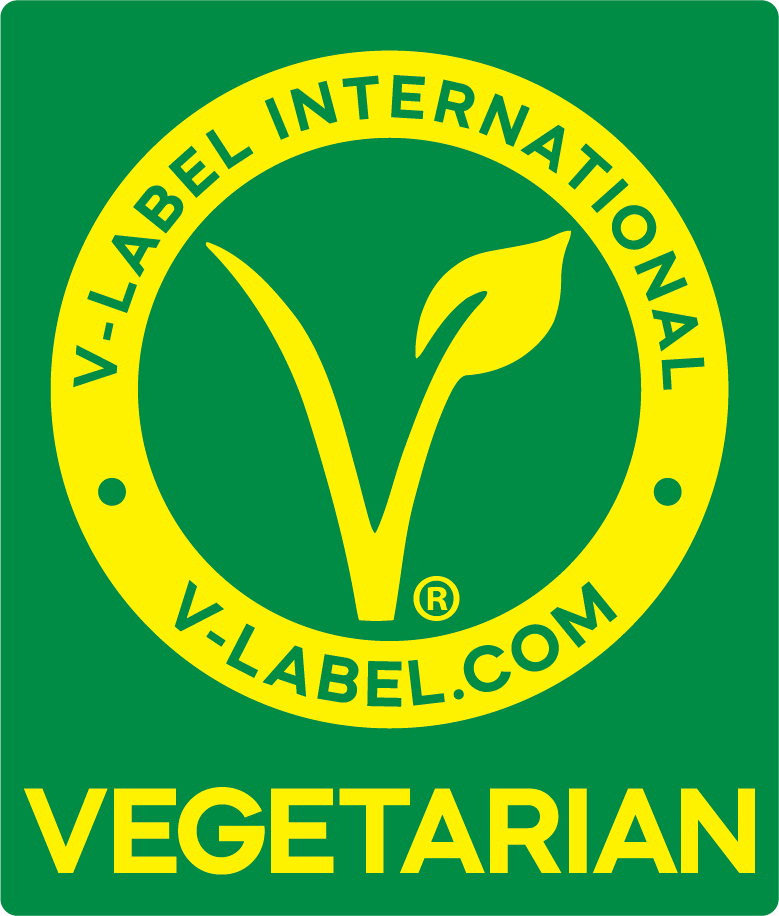 V-LABEL INTERNATIONAL
®
V-LABEL.COM
VEGETARIAN